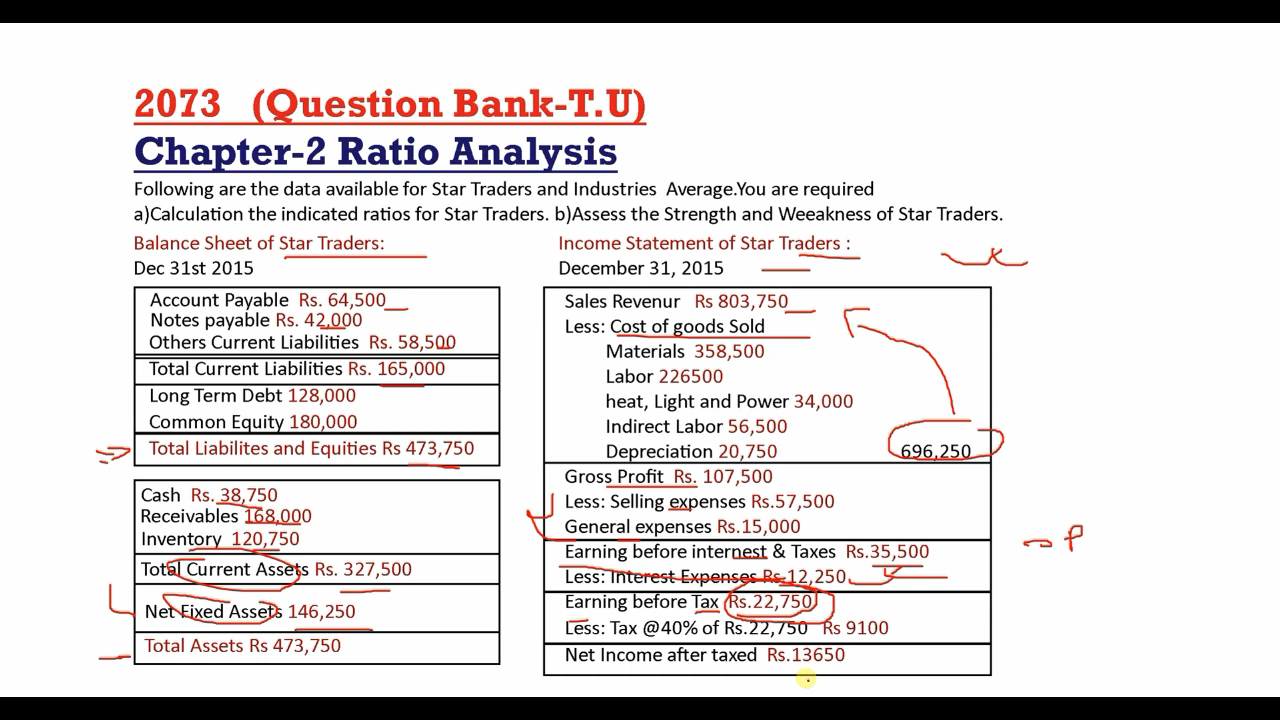 2073 (Question Bank-T.U)
Chapter-2 Ratio Analysis
Following are the data available for Star Traders and Industries Average.You are required
a)Calculation the indicated ratios for Star Traders. b)Assess the Strength and Weeakness of Star Traders.
Balance Sheet of Star Traders:
Dec 31st 2015
Account Payable Rs. 64,500
Notes payable Rs. 42,000
Others Current Liabilities Rs. 58,500
Total Current Liabilities Rs. 165,000
Long Term Debt 128,000
Common Equity 180,000
Total Liabilites and Equities Rs 473,750
Cash Rs. 38,750
Receivables 168,000
Inventory 120,750
Total Current Assets Rs. 327,500
Net Fixed Assets 146,250
Total Assets Rs 473,750
Income Statement of Star Traders :
December 31, 2015
Sales Revenur Rs 803,750
Less: Cost of goods Sold
Materials 358,500
Labor 226500
heat, Light and Power 34,000
Indirect Labor 56,500
Depreciation 20,750 696,250
Gross Profit Rs. 107,500
Less: Selling expenses Rs.57,500
General expenses Rs.15,000
Earning before internest & Taxes Rs.35,500
Less: Interest Expenses Rs-12,250
Earning before Tax Rs.22,750
Less: Tax @40% of Rs.22,750 Rs 9100
Net Income after taxed Rs.13650
P